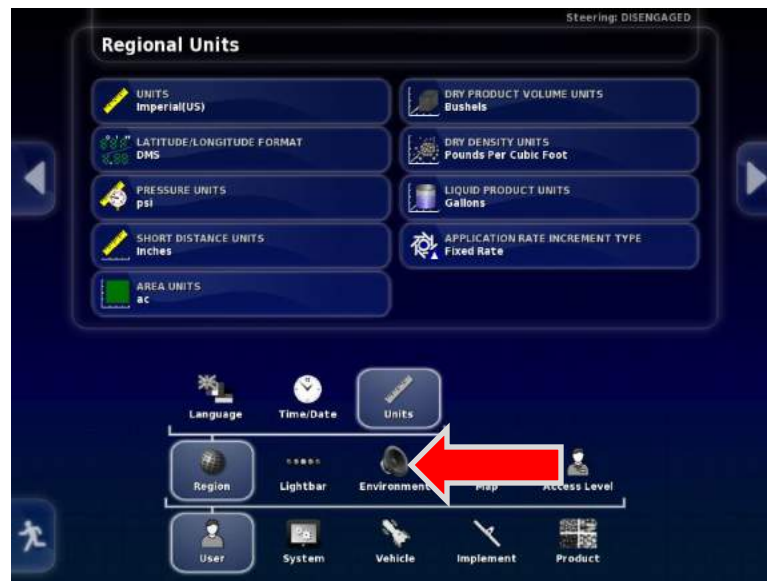 Steering: DISENGAGED
Regional Units
UNITS
Imperial(US)
DRY PRODUCT VOLUME UNITS
Bushels
LATITUDE/LONGITUDE FORMAT
DMS
DRY DENSITY UNITS
Pounds Per Cubic Foot
PRESSURE UNITS
psi
LIQUID PRODUCT UNITS
Gallons
SHORT DISTANCE UNITS
Inches
APPLICATION RATE INCREMENT TYPE
Fixed Rate
AREA UNITS
ac
Language Time/Date Units
Region Lightbar Environment Map Access Level
User System Vehicle Implement Product